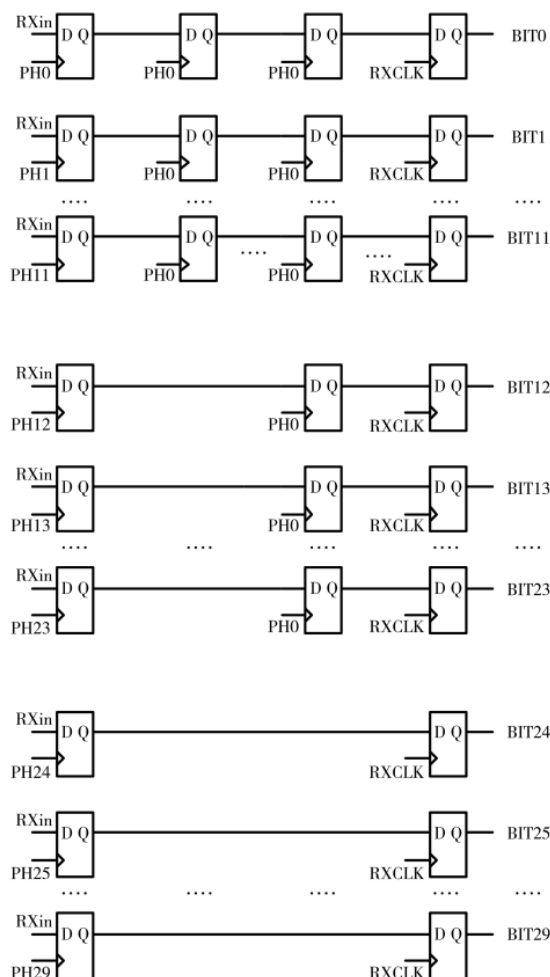 RXin D Q D Q D Q D Q BIT0
PH0 PH0 PH0 RXCLK
RXin D Q D Q D Q D Q BIT1
PH1 PH0 PH0 RXCLK
.... .... .... .... ....
RXin D Q D Q D Q D Q BIT11
.... ....
PH11 PH0 PH0 RXCLK
RXin D Q D Q D Q BIT12
PH12 PH0 RXCLK
RXin D Q D Q D Q BIT13
PH13 PH0 RXCLK
.... .... .... .... ....
RXin D Q D Q D Q BIT23
PH23 PH0 RXCLK
RXin D Q D Q BIT24
PH24 RXCLK
RXin D Q D Q BIT25
PH25 RXCLK
.... .... .... .... ....
RXin D Q D Q BIT29
PH29 RXCLK